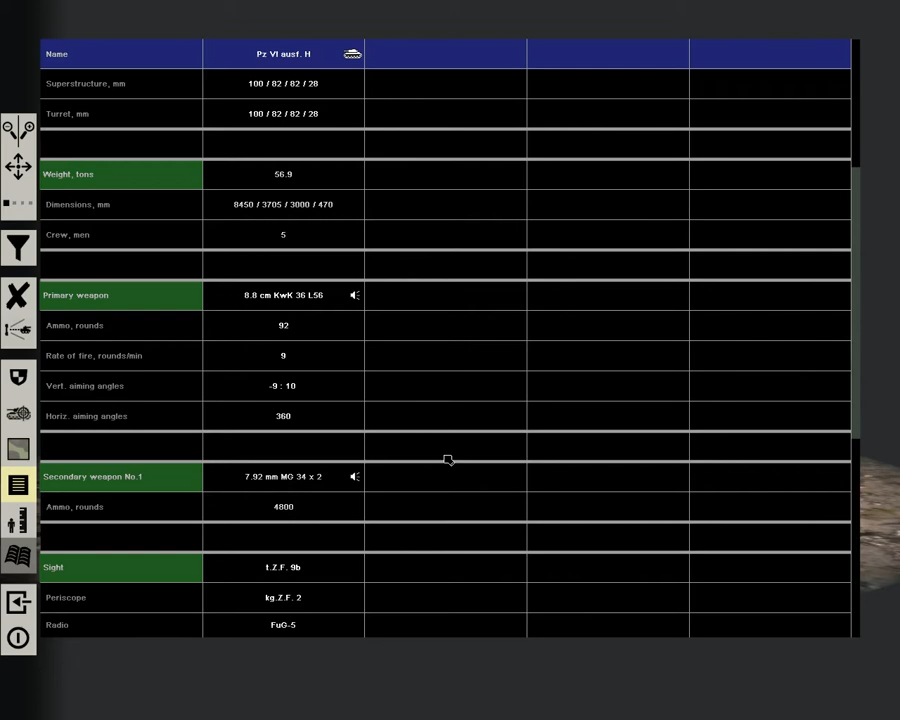 Name Pz VI ausf. H
Superstructure, mm 100 / 82 / 82 / 28
Turret, mm 100 / 82 / 82 / 28
Weight, tons 56.9
Dimensions, mm 8450 / 3705 / 3000 / 470
Crew, men 5
Primary weapon 8.8 cm KwK 36 L56
Ammo, rounds 92
Rate of fire, rounds/min 9
Vert. aiming angles -9 : 10
Horiz. aiming angles 360
Secondary weapon No.1 7.92 mm MG 34 x 2
Ammo, rounds 4800
Sight t.Z.F. 9b
Periscope kg.Z.F. 2
Radio FuG-5